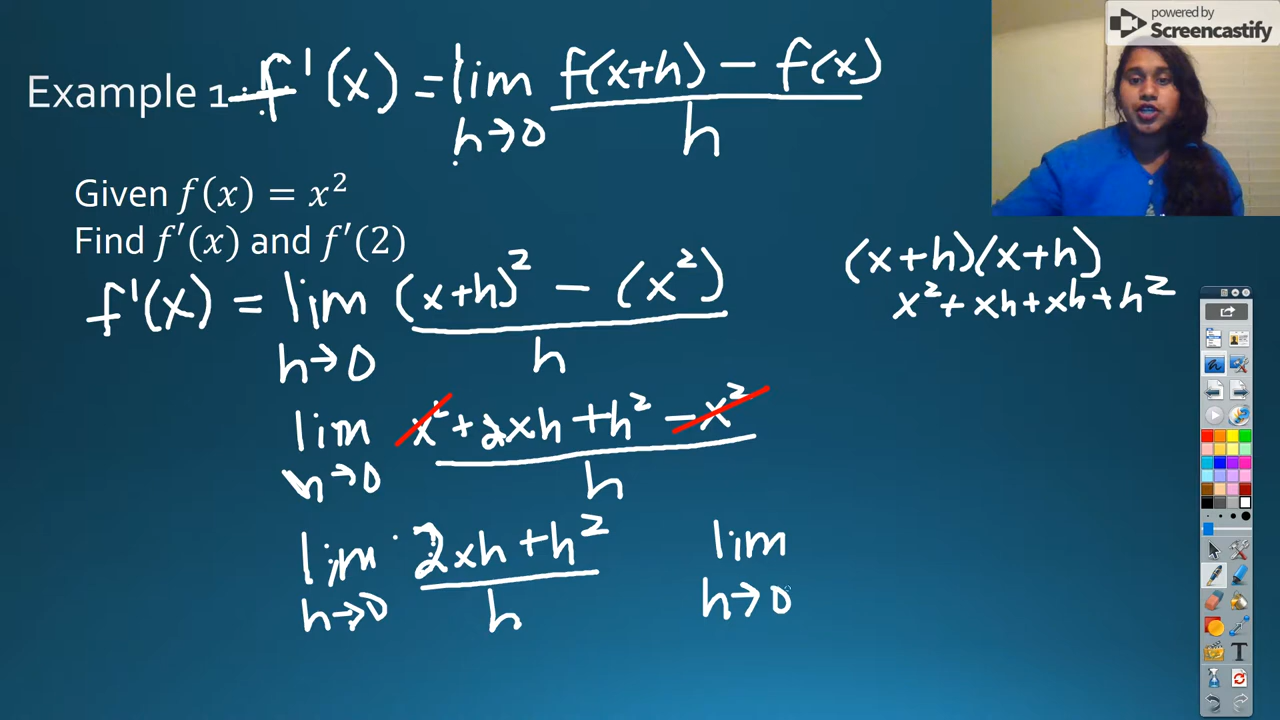 powered by
Screencastify
Example 1 f'(x) = lim f(x+h) − f(x)
h→0 h
Given f(x) = x²
Find f′(x) and f′(2)
(x+h)(x+h)
x² + xh + xh + h²
f'(x) = lim (x+h)² − (x²)
h→0 h
lim x² + 2xh + h² − x²
h→0 h
lim 2xh + h²
h→0 h
lim
h→0
T